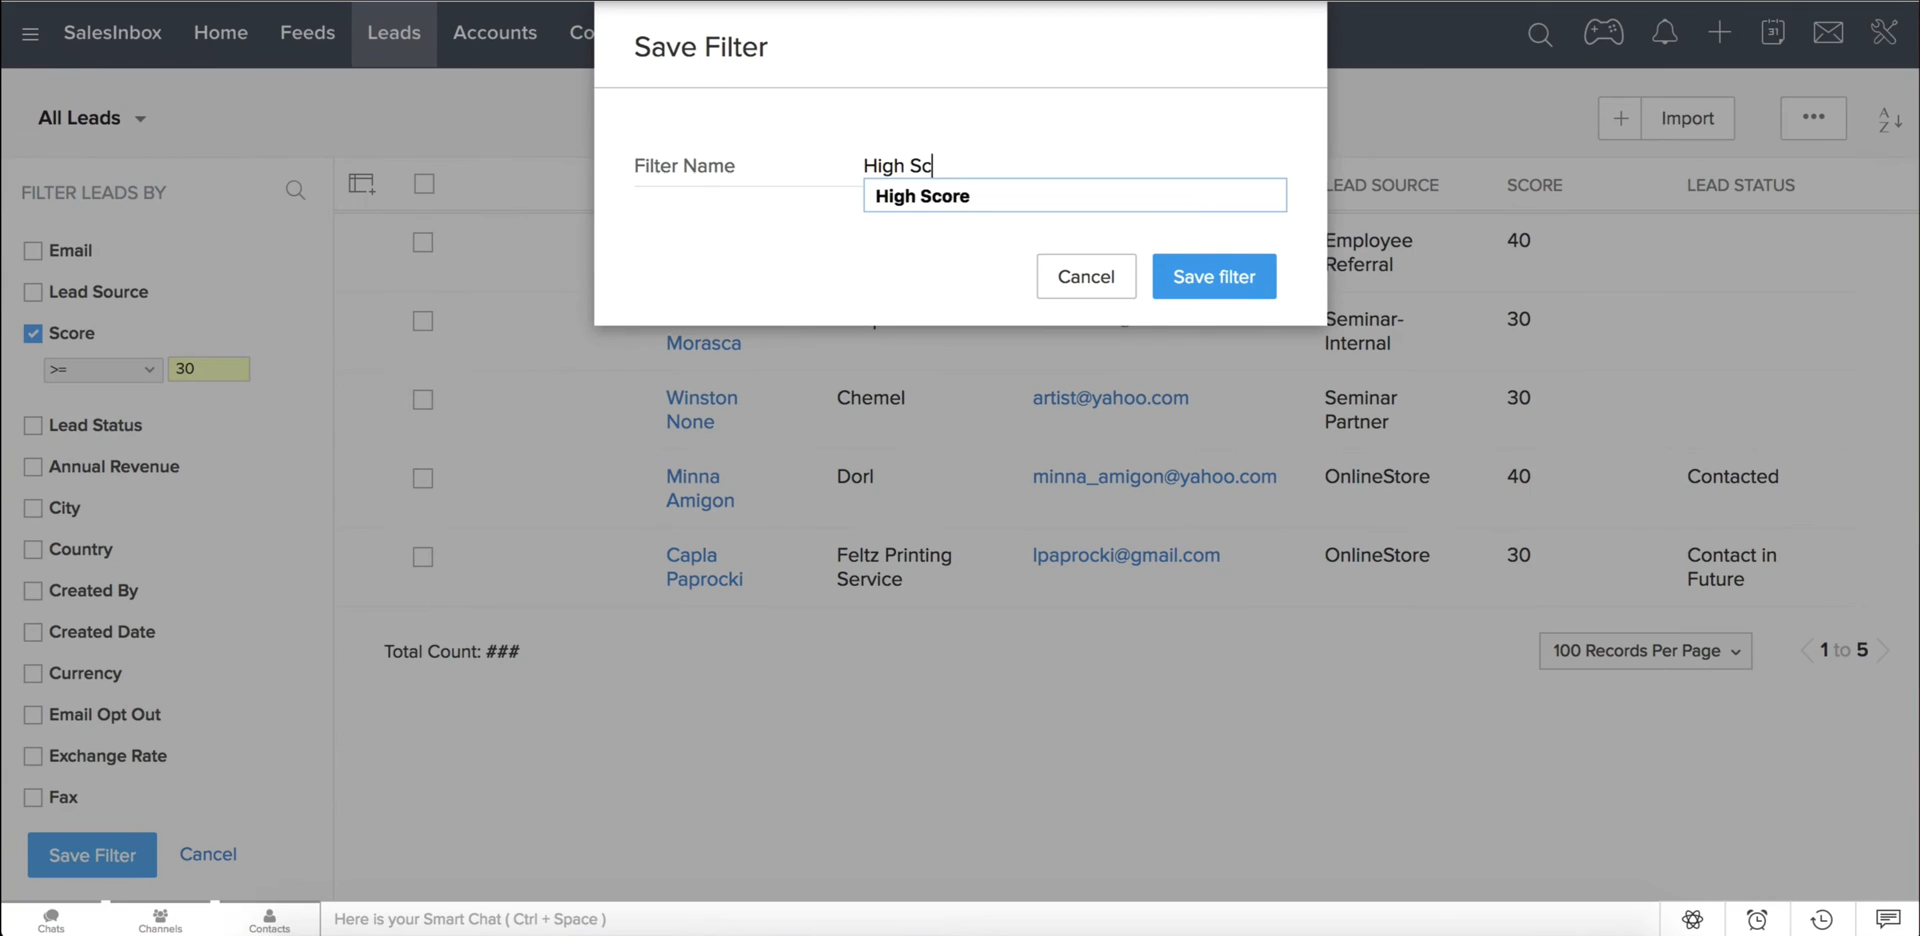 SalesInbox Home Feeds Leads Accounts Co
31
Save Filter
Filter Name High Sc
High Score
Cancel Save filter
All Leads
Import
FILTER LEADS BY
Email
Lead Source
Score
>= 30
Lead Status
Annual Revenue
City
Country
Created By
Created Date
Currency
Email Opt Out
Exchange Rate
Fax
Save Filter Cancel
LEAD SOURCE SCORE LEAD STATUS
Employee 40
Referral
Seminar- 30
Morasca Internal
Winston Chemel artist@yahoo.com Seminar 30
None Partner
Minna Dorl minna_amigon@yahoo.com OnlineStore 40 Contacted
Amigon
Capla Feltz Printing lpaprocki@gmail.com OnlineStore 30 Contact in
Paprocki Service Future
Total Count: ### 100 Records Per Page 1 to 5
Chats Channels Contacts Here is your Smart Chat ( Ctrl + Space )